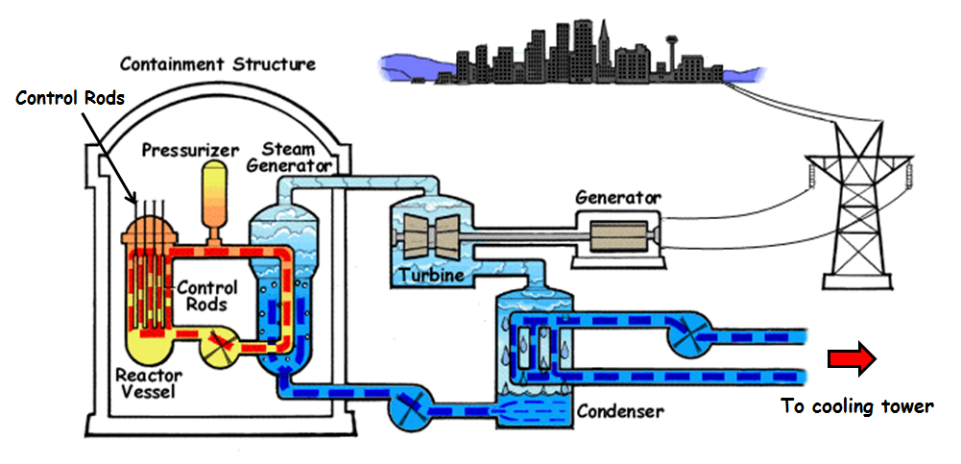 Containment Structure
Control Rods
Pressurizer
Steam
Generator
Generator
Turbine
Control
Rods
Reactor
Vessel
Condenser
To cooling tower